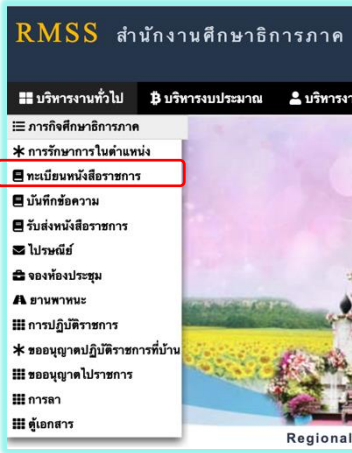 RMSS สำนักงานศึกษาธิการภาค
บริหารงานทั่วไป บริหารงบประมาณ
ภารกิจศึกษาธิการภาค
การรักษาการในตำแหน่ง
ทะเบียนหนังสือราชการ
บันทึกข้อความ
รับส่งหนังสือราชการ
ไปรษณีย์
จองห้องประชุม
ยานพาหนะ
การปฏิบัติราชการ
ขออนุญาตปฏิบัติราชการที่บ้าน
ขออนุญาตไปราชการ
การลา
ตู้เอกสาร
Regional